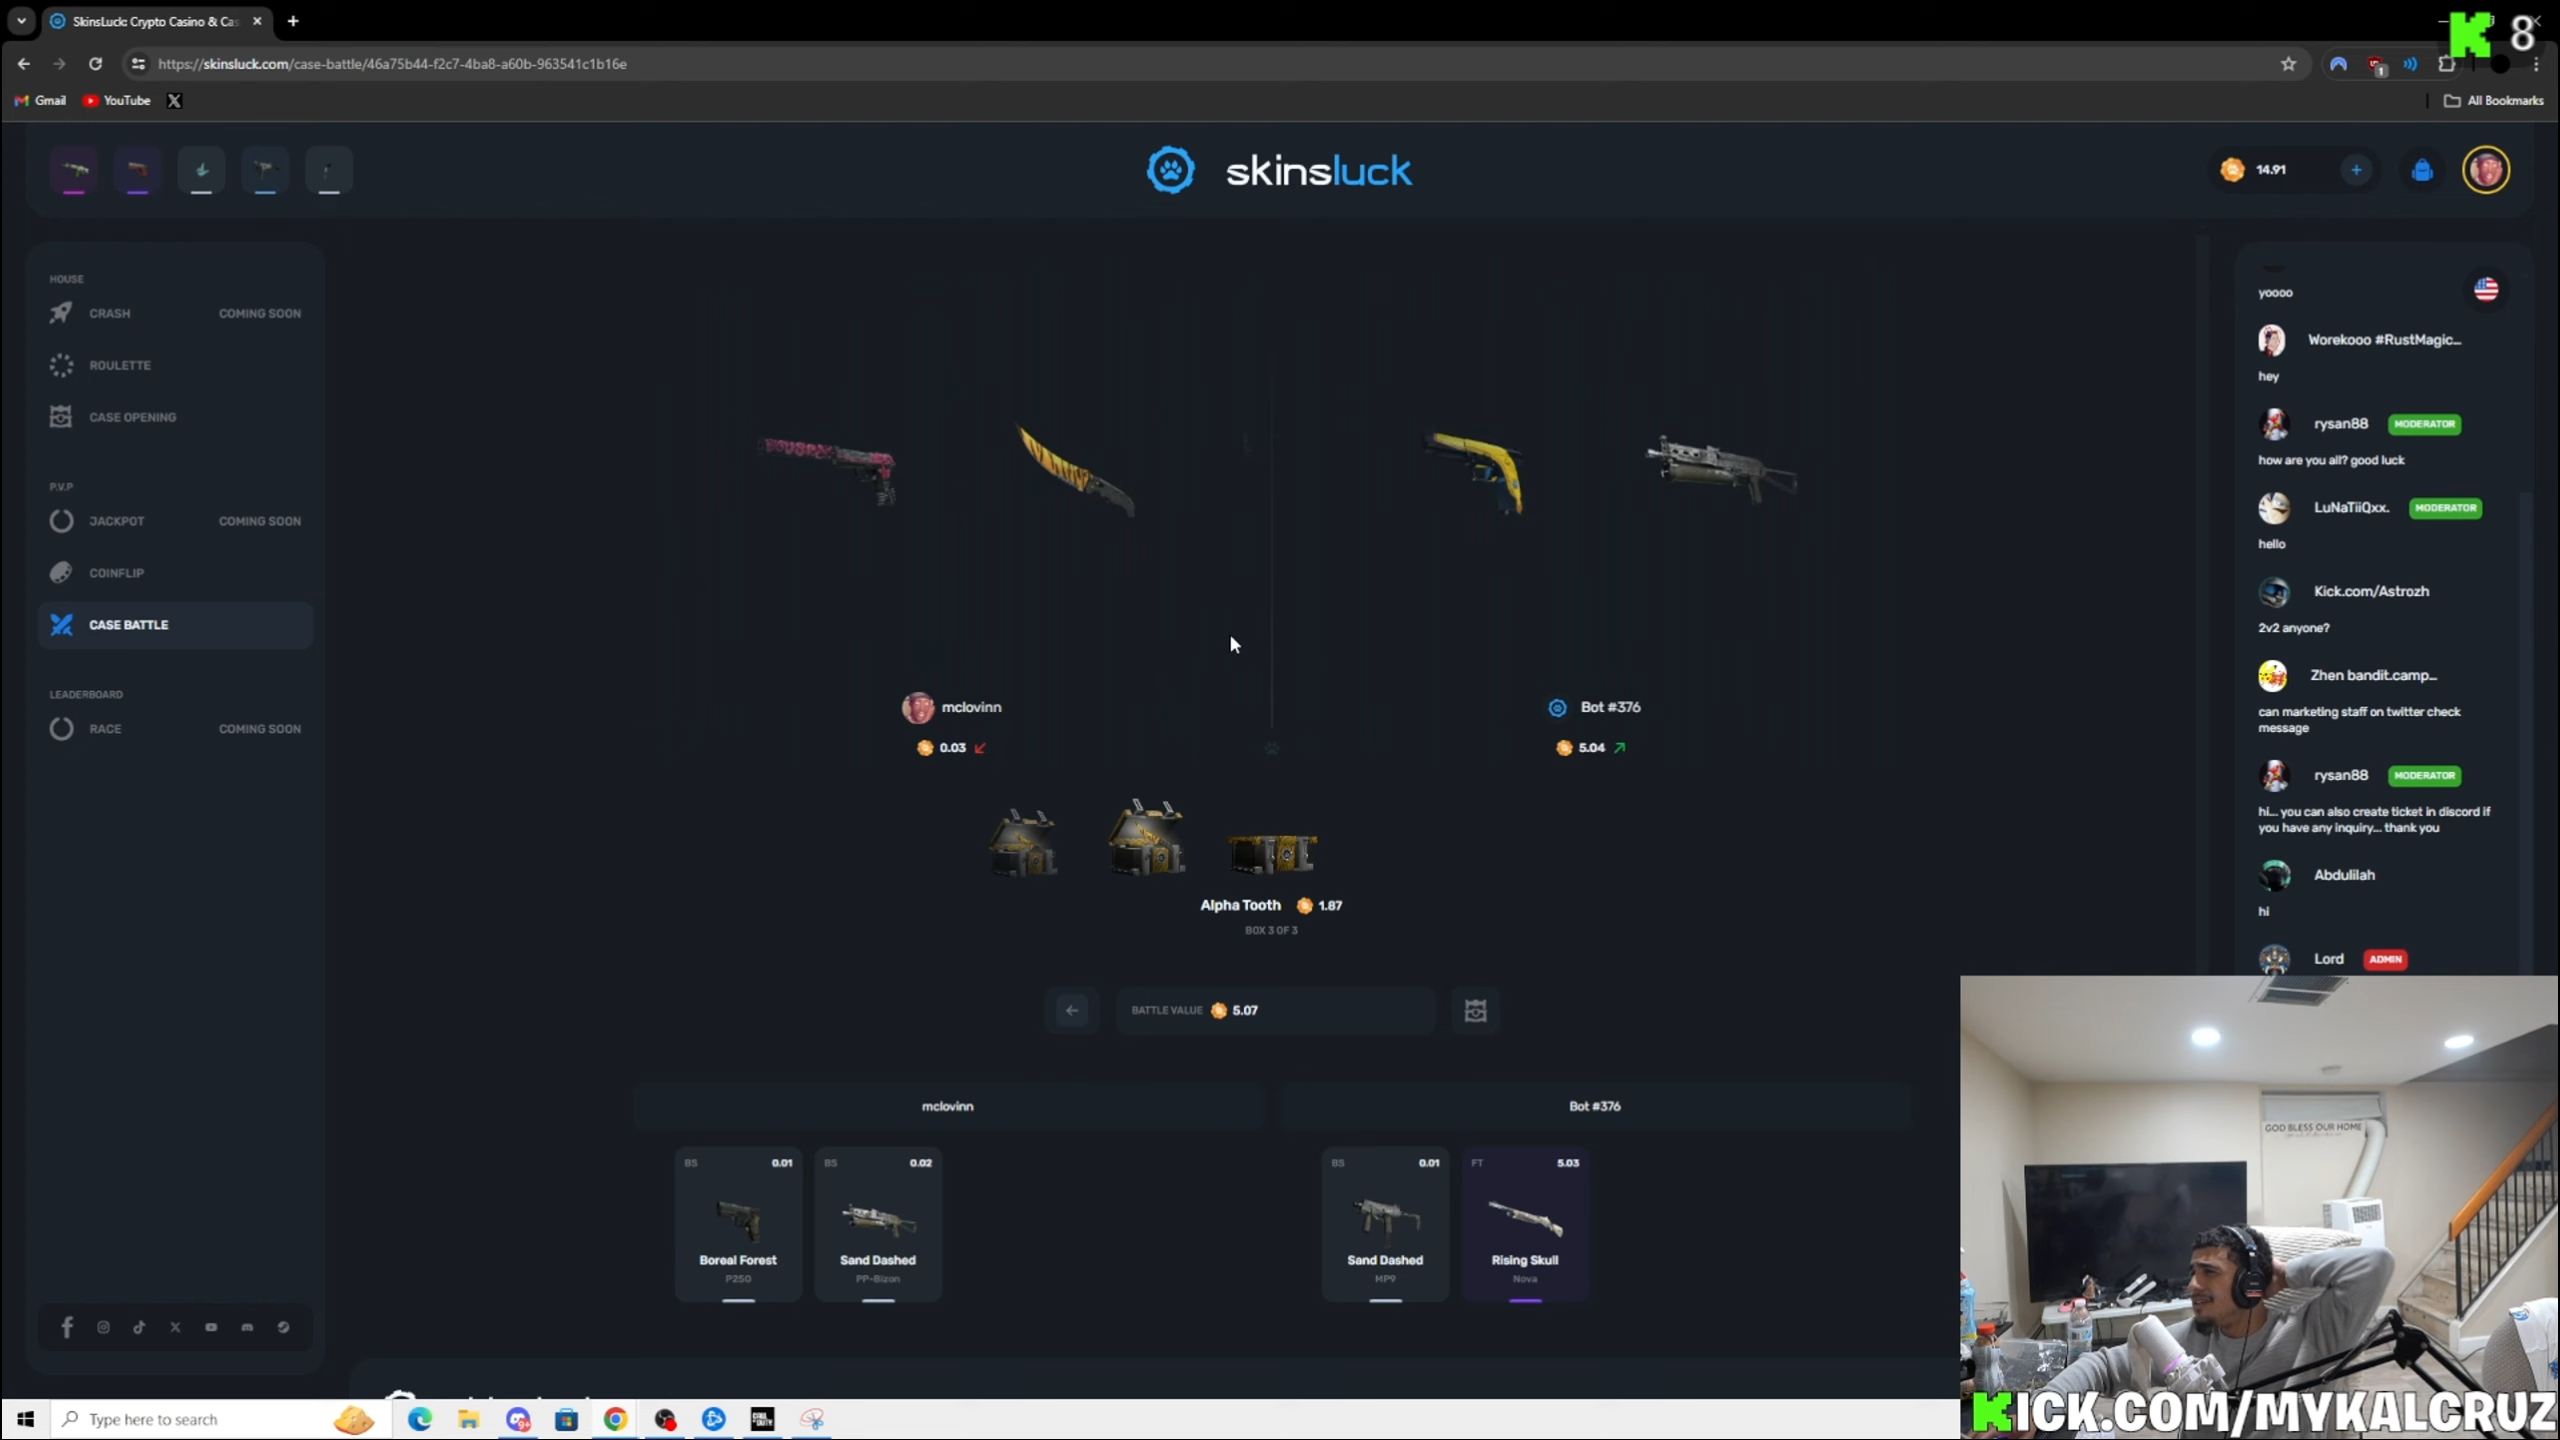 SkinsLuck: Crypto Casino & Cas
8
https://skinsluck.com/case-battle/46a75b44-f2c7-4ba8-a60b-963541c1b16e
Gmail
YouTube
All Bookmarks
skinsluck
14.91
HOUSE
CRASH COMING SOON
ROULETTE
CASE OPENING
P.V.P
JACKPOT COMING SOON
COINFLIP
CASE BATTLE
LEADERBOARD
RACE COMING SOON
mclovinn
0.03
Bot #376
5.04
Alpha Tooth 1.87
BOX 3 OF 3
BATTLE VALUE 5.07
mclovinn
Bot #376
BS 0.01
Boreal Forest
P250
BS 0.02
Sand Dashed
PP-Bizon
BS 0.01
Sand Dashed
MP9
FT 5.03
Rising Skull
Nova
yoooo
Worekooo #RustMagic...
hey
rysan88 MODERATOR
how are you all? good luck
LuNaTiiQxx. MODERATOR
hello
Kick.com/Astrozh
2v2 anyone?
Zhen bandit.camp...
can marketing staff on twitter check
message
rysan88 MODERATOR
hi... you can also create ticket in discord if
you have any inquiry... thank you
Abdulilah
hi
Lord ADMIN
GOD BLESS OUR HOME
KICK.COM/MYKALCRUZ
Type here to search